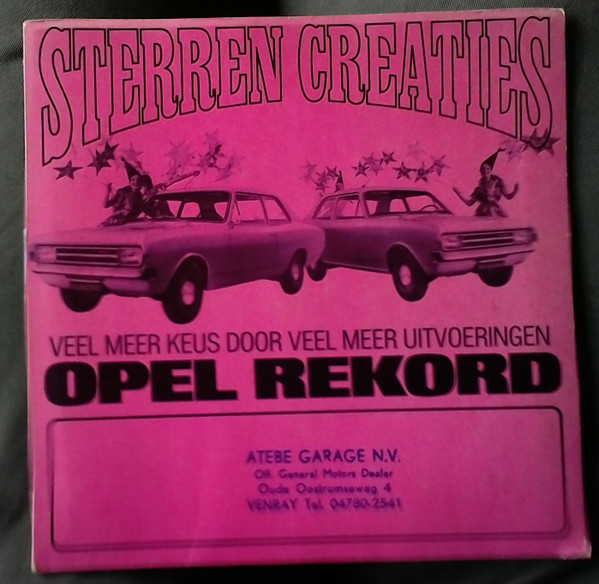 STERREN CREATIES
VEEL MEER KEUS DOOR VEEL MEER UITVOERINGEN
OPEL REKORD
ATEBE GARAGE N.V.
Off. General Motors Dealer
Oude Oostrumseweg 4
VENRAY Tel. 04780-2541